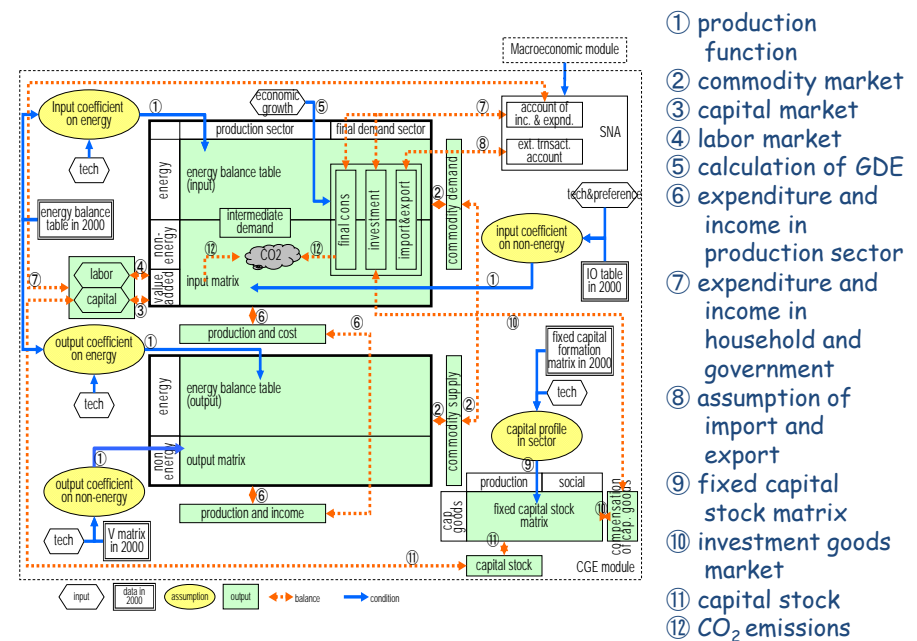 Macroeconomic module
Input coefficient
on energy
①
economic
growth
⑤
⑦
account of
inc. & expnd.
SNA
⑧
ext. trnsact.
account
production sector
final demand sector
tech
energy
energy balance table
(input)
final cons
investment
import&export
commodity demand
②
tech&preference
energy balance
table in 2000
intermediate
demand
non-
energy
⑫
CO2
⑫
input coefficient
on non-energy
value
added
input matrix
①
IO table
in 2000
⑦
labor
④
capital
③
⑥
production and cost
⑥
⑩
output coefficient
on energy
①
fixed capital
formation
matrix in 2000
energy
energy balance table
(output)
commodity supply
②
②
tech
tech
capital profile
in sector
non
energy
output matrix
①
output coefficient
on non-energy
⑨
⑥
production and income
production
social
cap.
goods
fixed capital stock
matrix
⑩
compensation
of cap. goods
tech
V matrix
in 2000
⑪
⑪
capital stock
CGE module
input
data in
2000
assumption
output
balance
condition
① production
function
② commodity market
③ capital market
④ labor market
⑤ calculation of GDE
⑥ expenditure and
income in
production sector
⑦ expenditure and
income in
household and
government
⑧ assumption of
import and
export
⑨ fixed capital
stock matrix
⑩ investment goods
market
⑪ capital stock
⑫ CO₂ emissions